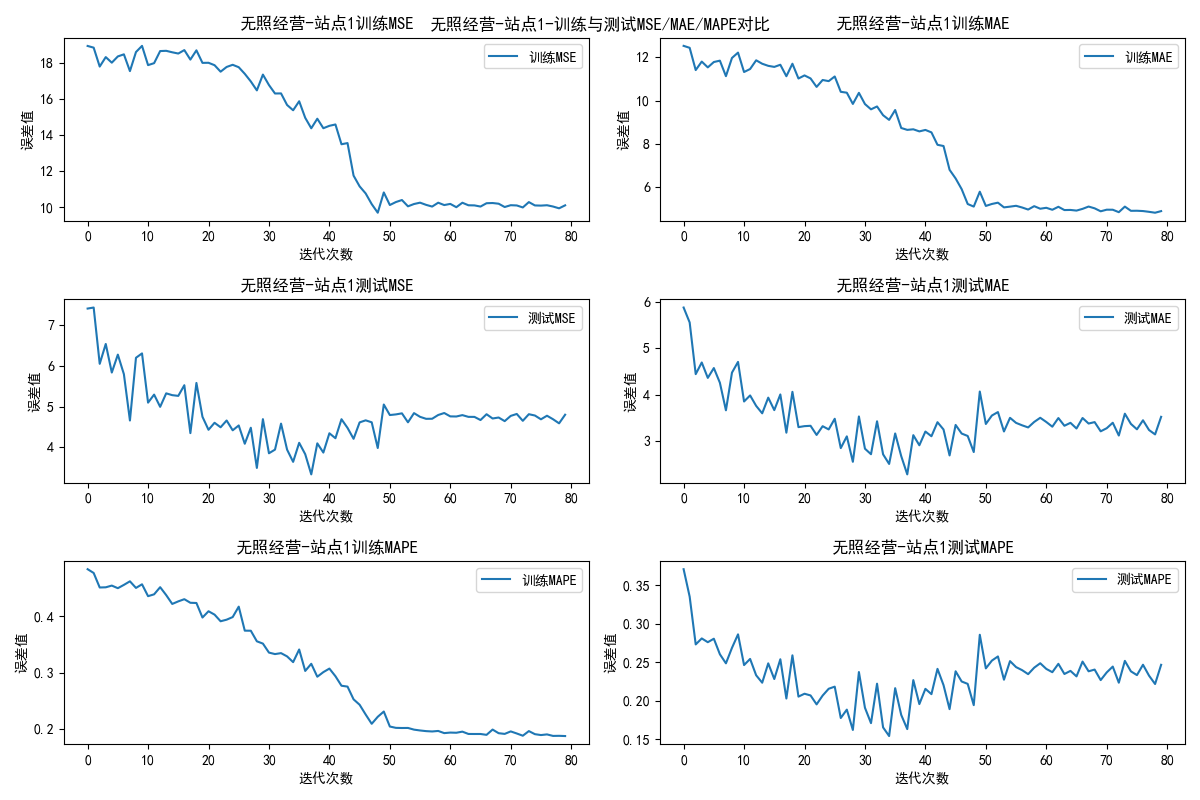 无照经营-站点1-训练与测试MSE/MAE/MAPE对比
无照经营-站点1训练MSE
训练MSE
误差值
18
16
14
12
10
0 10 20 30 40 50 60 70 80
迭代次数
无照经营-站点1训练MAE
训练MAE
误差值
12
10
8
6
0 10 20 30 40 50 60 70 80
迭代次数
无照经营-站点1测试MSE
测试MSE
误差值
7
6
5
4
0 10 20 30 40 50 60 70 80
迭代次数
无照经营-站点1测试MAE
测试MAE
误差值
6
5
4
3
0 10 20 30 40 50 60 70 80
迭代次数
无照经营-站点1训练MAPE
训练MAPE
误差值
0.4
0.3
0.2
0 10 20 30 40 50 60 70 80
迭代次数
无照经营-站点1测试MAPE
测试MAPE
误差值
0.35
0.30
0.25
0.20
0.15
0 10 20 30 40 50 60 70 80
迭代次数